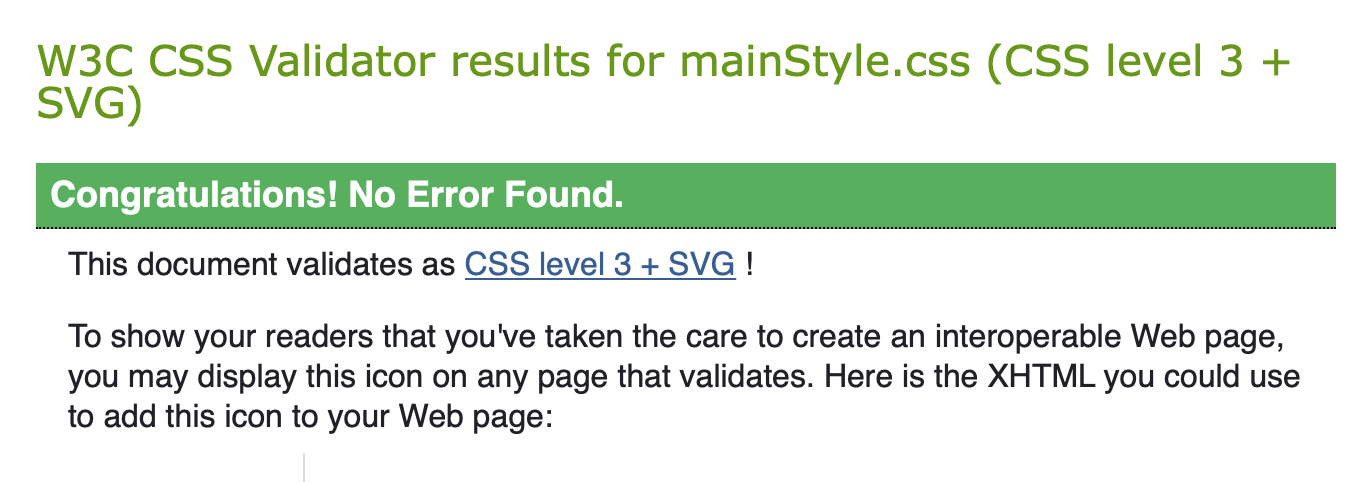 W3C CSS Validator results for mainStyle.css (CSS level 3 +
SVG)
Congratulations! No Error Found.
This document validates as CSS level 3 + SVG !
To show your readers that you've taken the care to create an interoperable Web page,
you may display this icon on any page that validates. Here is the XHTML you could use
to add this icon to your Web page: